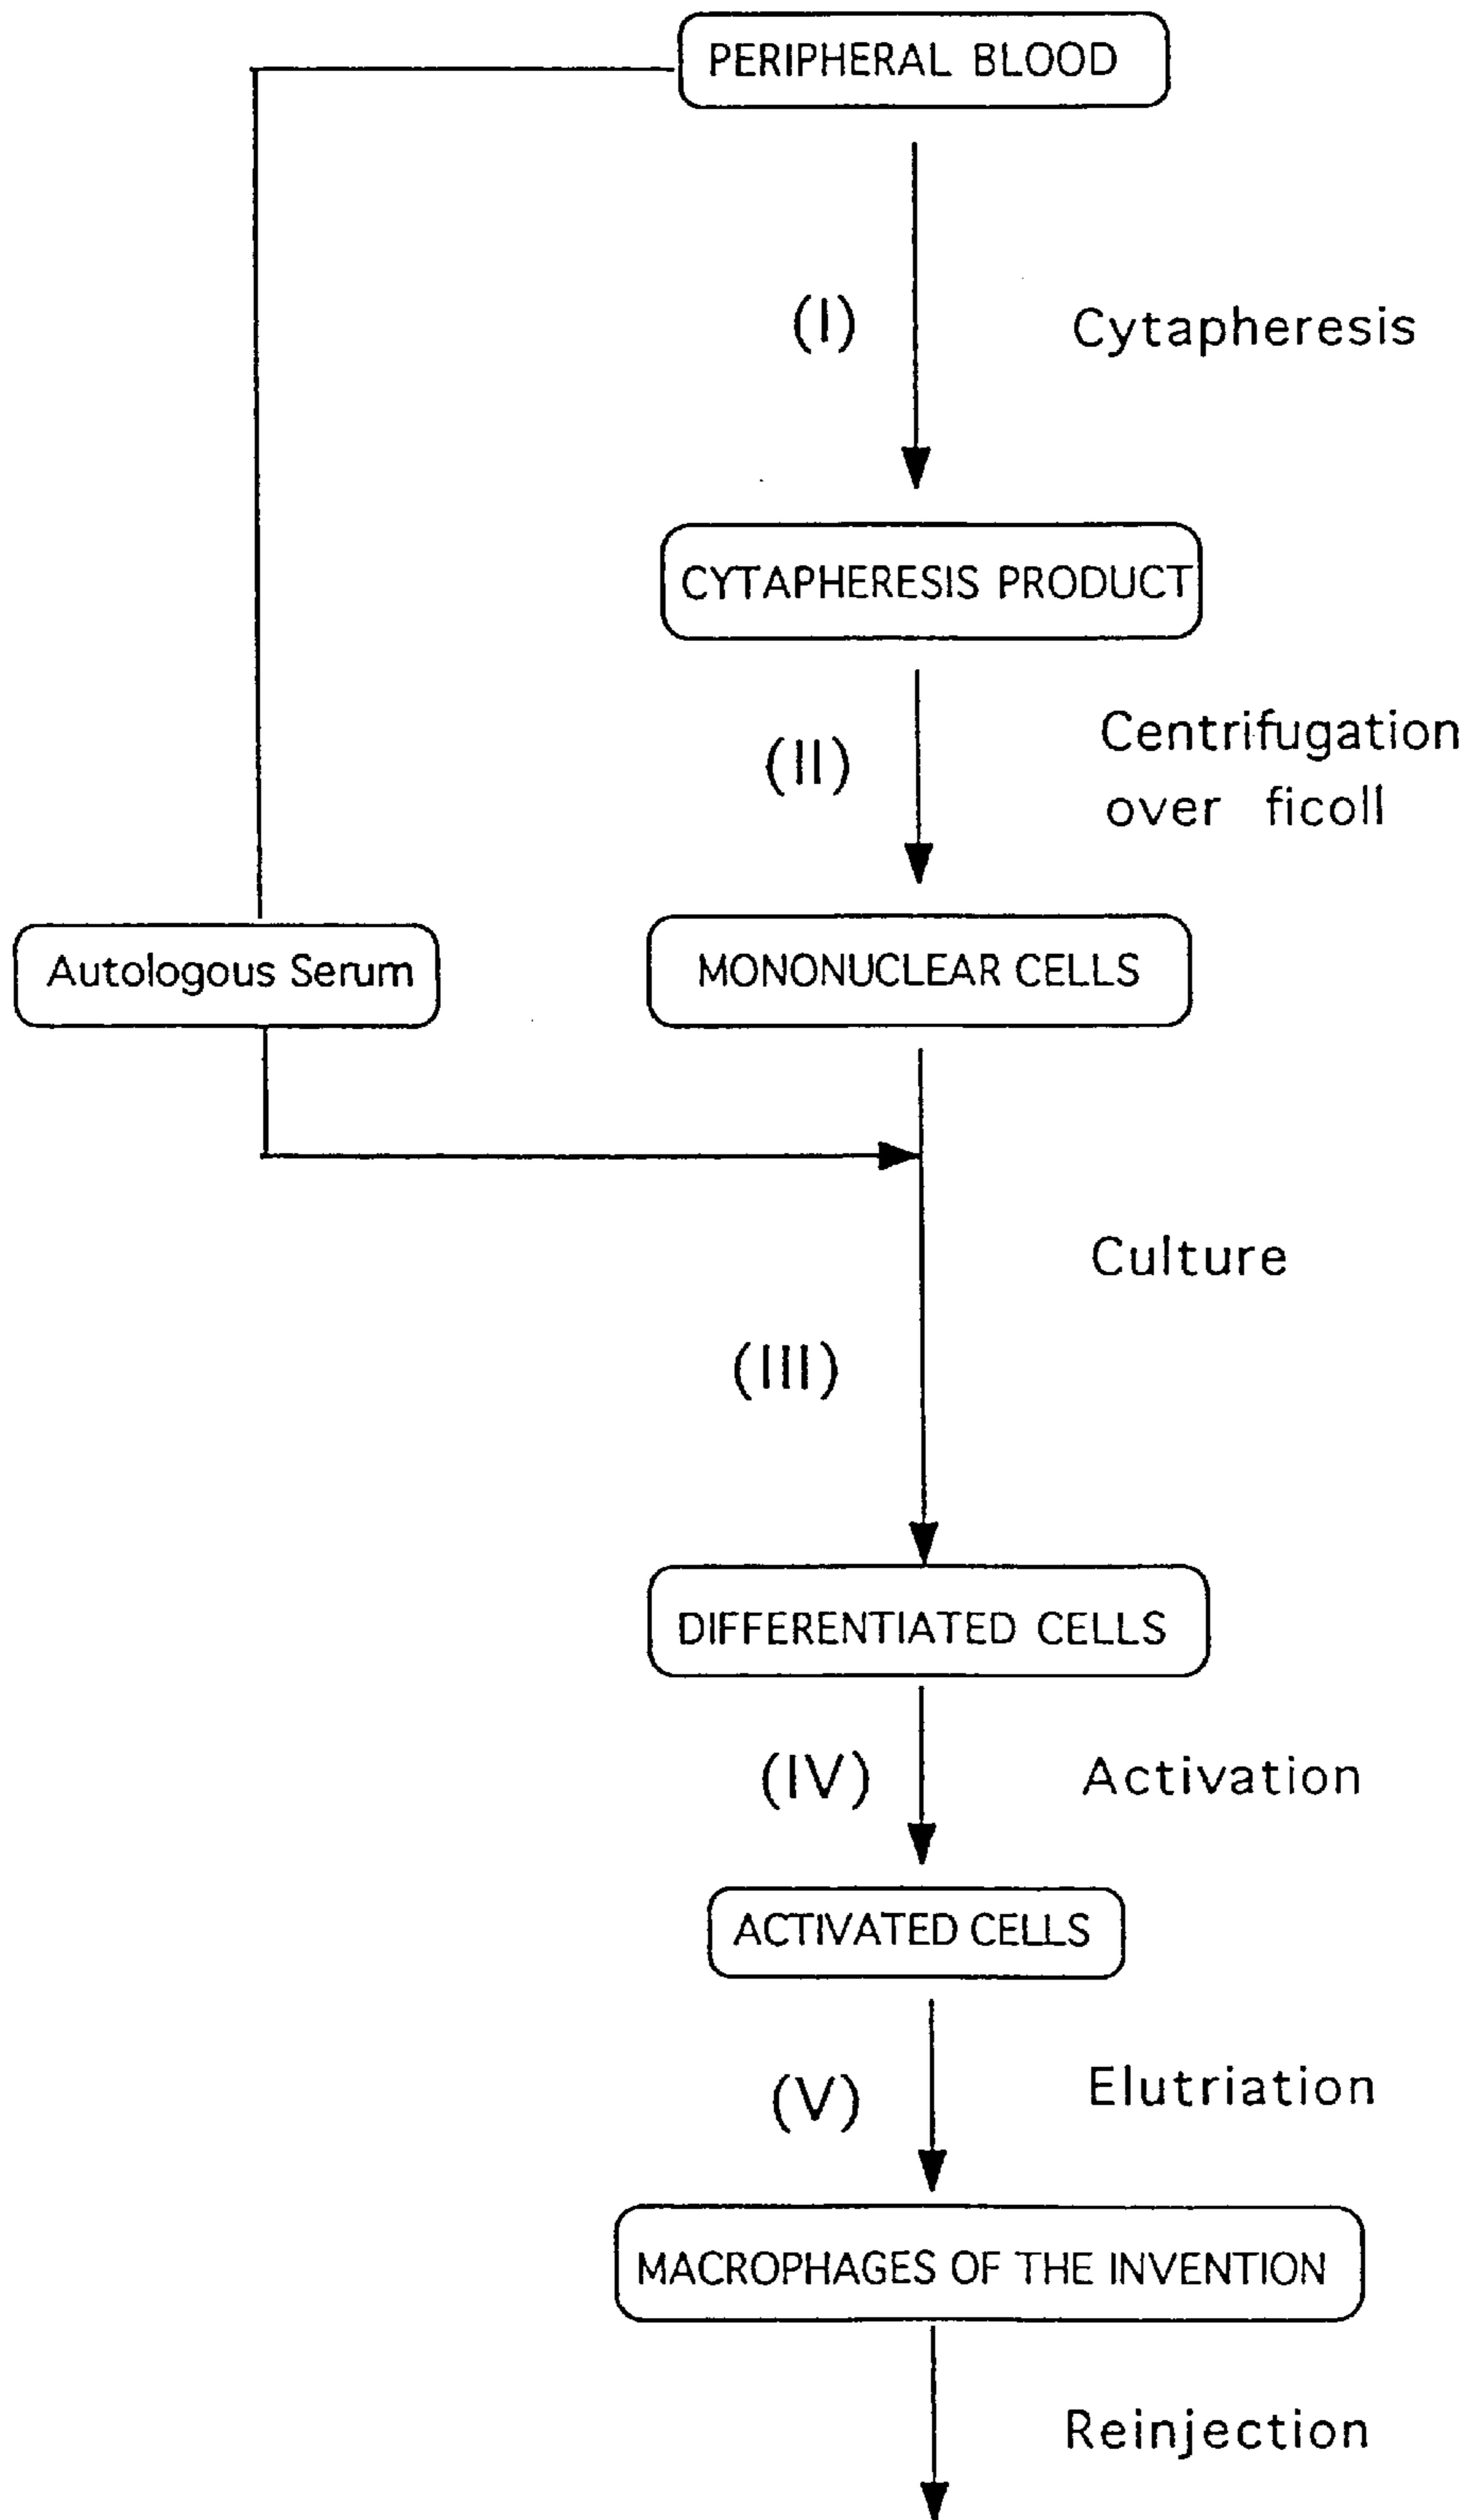 PERIPHERAL BLOOD
(I)
Cytapheresis
CYTAPHERESIS PRODUCT
(II)
Centrifugation
over ficoll
Autologous Serum
MONONUCLEAR CELLS
Culture
(III)
DIFFERENTIATED CELLS
(IV)
Activation
ACTIVATED CELLS
(V)
Elutriation
MACROPHAGES OF THE INVENTION
Reinjection